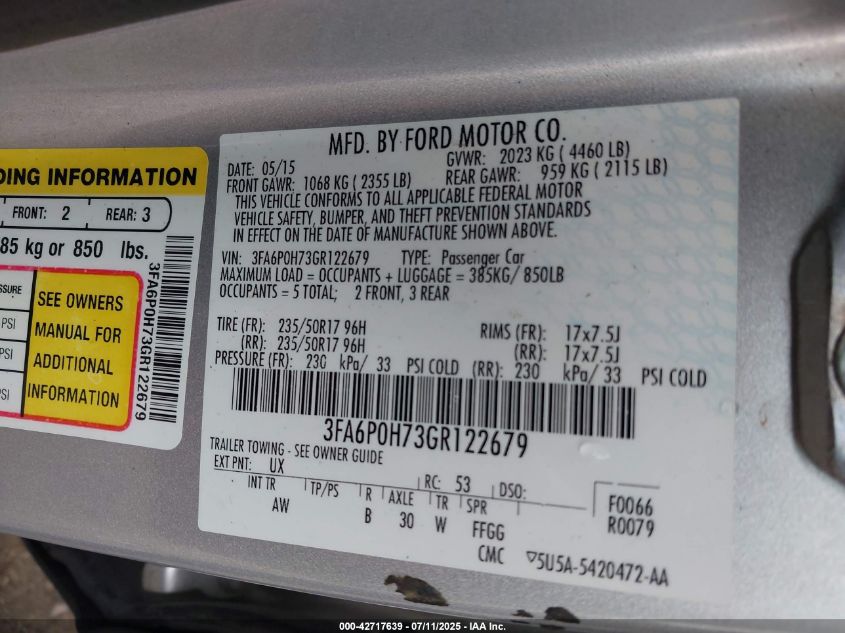 DING INFORMATION
FRONT: 2 REAR: 3
85 kg or 850 lbs.
SSURE
PSI
PSI
PSI
SEE OWNERS
MANUAL FOR
ADDITIONAL
INFORMATION
3FA6P0H73GR122679
MFD. BY FORD MOTOR CO.
DATE: 05/15 GVWR: 2023 KG ( 4460 LB)
FRONT GAWR: 1068 KG ( 2355 LB) REAR GAWR: 959 KG ( 2115 LB)
THIS VEHICLE CONFORMS TO ALL APPLICABLE FEDERAL MOTOR
VEHICLE SAFETY, BUMPER, AND THEFT PREVENTION STANDARDS
IN EFFECT ON THE DATE OF MANUFACTURE SHOWN ABOVE.
VIN: 3FA6P0H73GR122679 TYPE: Passenger Car
MAXIMUM LOAD = OCCUPANTS + LUGGAGE = 385KG/ 850LB
OCCUPANTS = 5 TOTAL; 2 FRONT, 3 REAR
TIRE (FR): 235/50R17 96H RIMS (FR): 17x7.5J
(RR): 235/50R17 96H (RR): 17x7.5J
PRESSURE (FR): 230 kPa/ 33 PSI COLD (RR): 230 kPa/ 33 PSI COLD
3FA6P0H73GR122679
TRAILER TOWING - SEE OWNER GUIDE
EXT PNT: UX RC: 53 DSO:
INT TR TP/PS R AXLE TR SPR F0066
AW B 30 W FFGG R0079
CMC 5U5A-5420472-AA
000-42717639 - 07/11/2025 - IAA Inc.